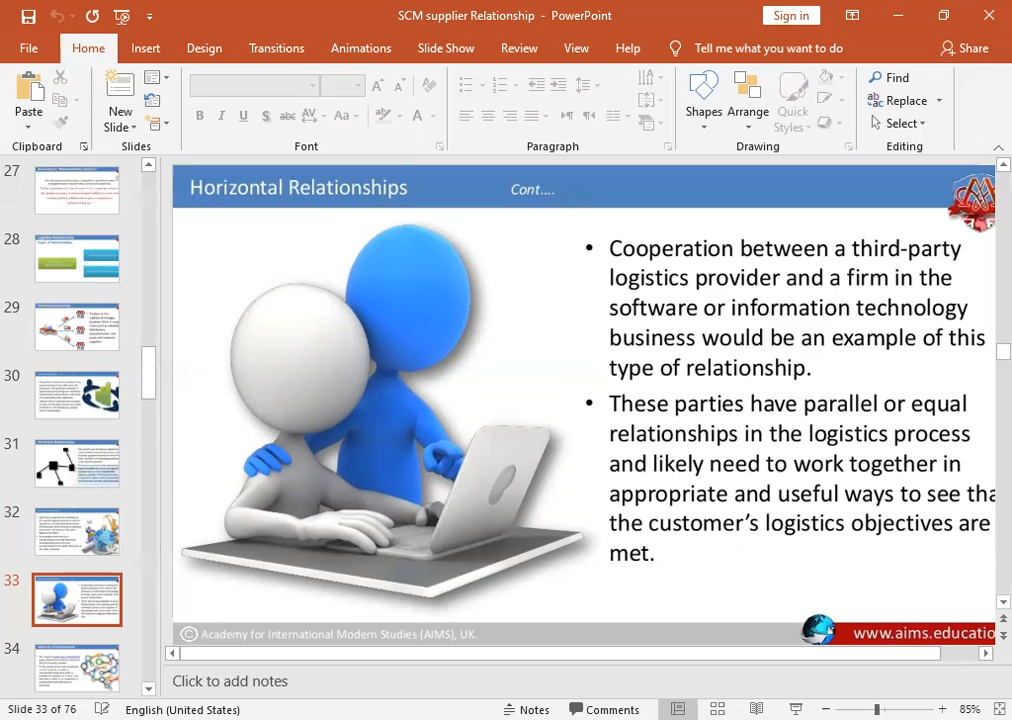 SCM supplier Relationship - PowerPoint
Sign in
File Home Insert Design Transitions Animations Slide Show Review View Help Tell me what you want to do Share
Paste
New
Slide
Shapes Arrange Quick
Styles
Find
Replace
Select
Clipboard Slides Font Paragraph Drawing Editing
27
28
29
30
31
32
33
34
Horizontal Relationships Cont....
• Cooperation between a third-party
logistics provider and a firm in the
software or information technology
business would be an example of this
type of relationship.
• These parties have parallel or equal
relationships in the logistics process
and likely need to work together in
appropriate and useful ways to see tha
the customer's logistics objectives are
met.
© Academy for International Modern Studies (AIMS), UK.
www.aims.educatio
Click to add notes
Slide 33 of 76 English (United States) Notes Comments 85%